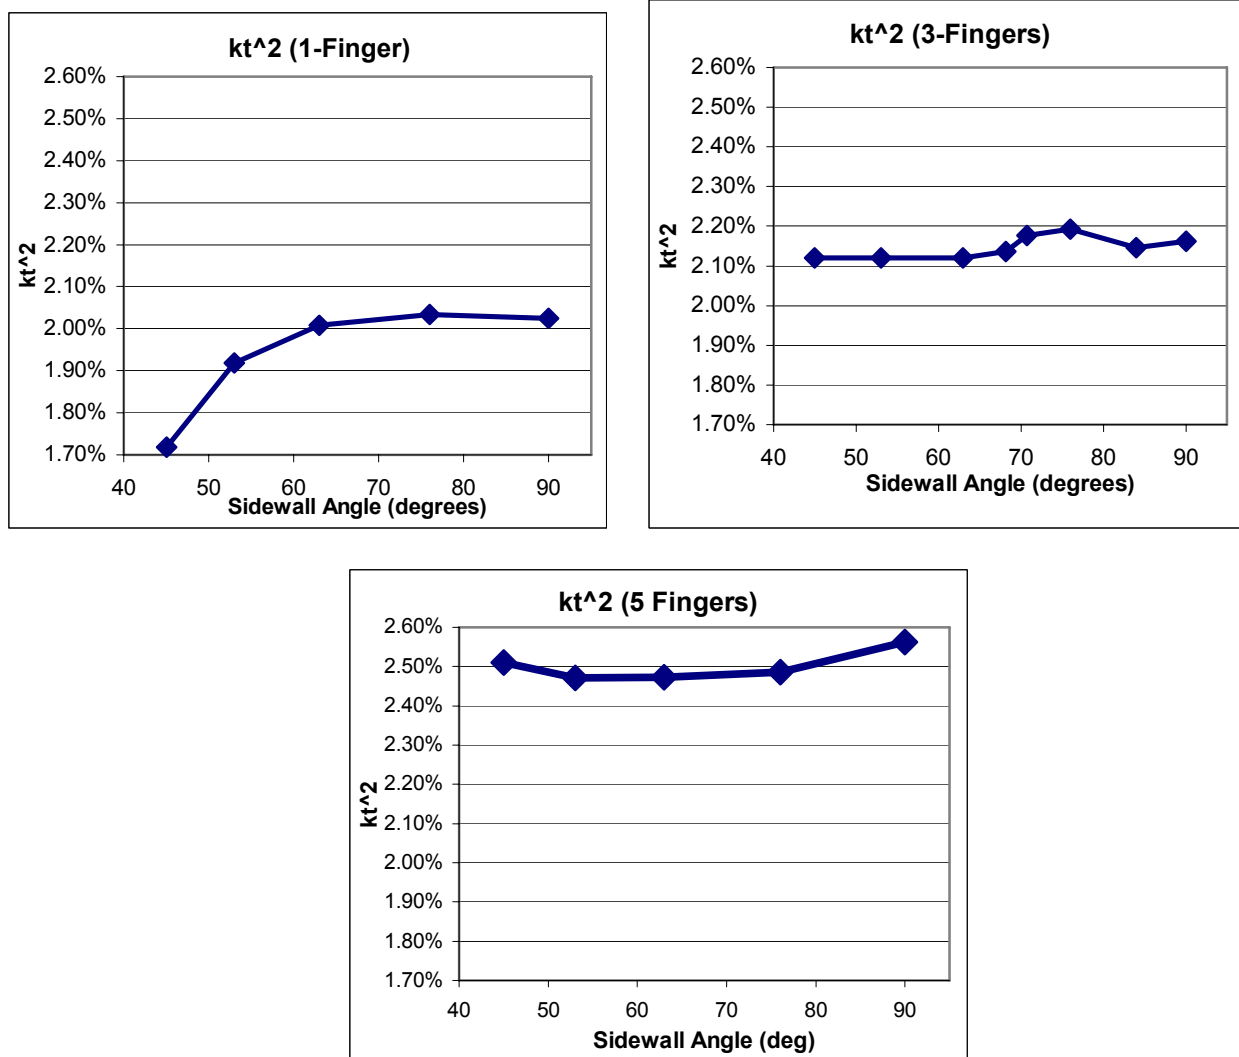 kt^2 (1-Finger)
2.60%
2.50%
2.40%
2.30%
2.20%
2.10%
2.00%
1.90%
1.80%
1.70%
kt^2
40 50 60 70 80 90
Sidewall Angle (degrees)
kt^2 (3-Fingers)
2.60%
2.50%
2.40%
2.30%
2.20%
2.10%
2.00%
1.90%
1.80%
1.70%
kt^2
40 50 60 70 80 90
Sidewall Angle (degrees)
kt^2 (5 Fingers)
2.60%
2.50%
2.40%
2.30%
2.20%
2.10%
2.00%
1.90%
1.80%
1.70%
kt^2
40 50 60 70 80 90
Sidewall Angle (deg)